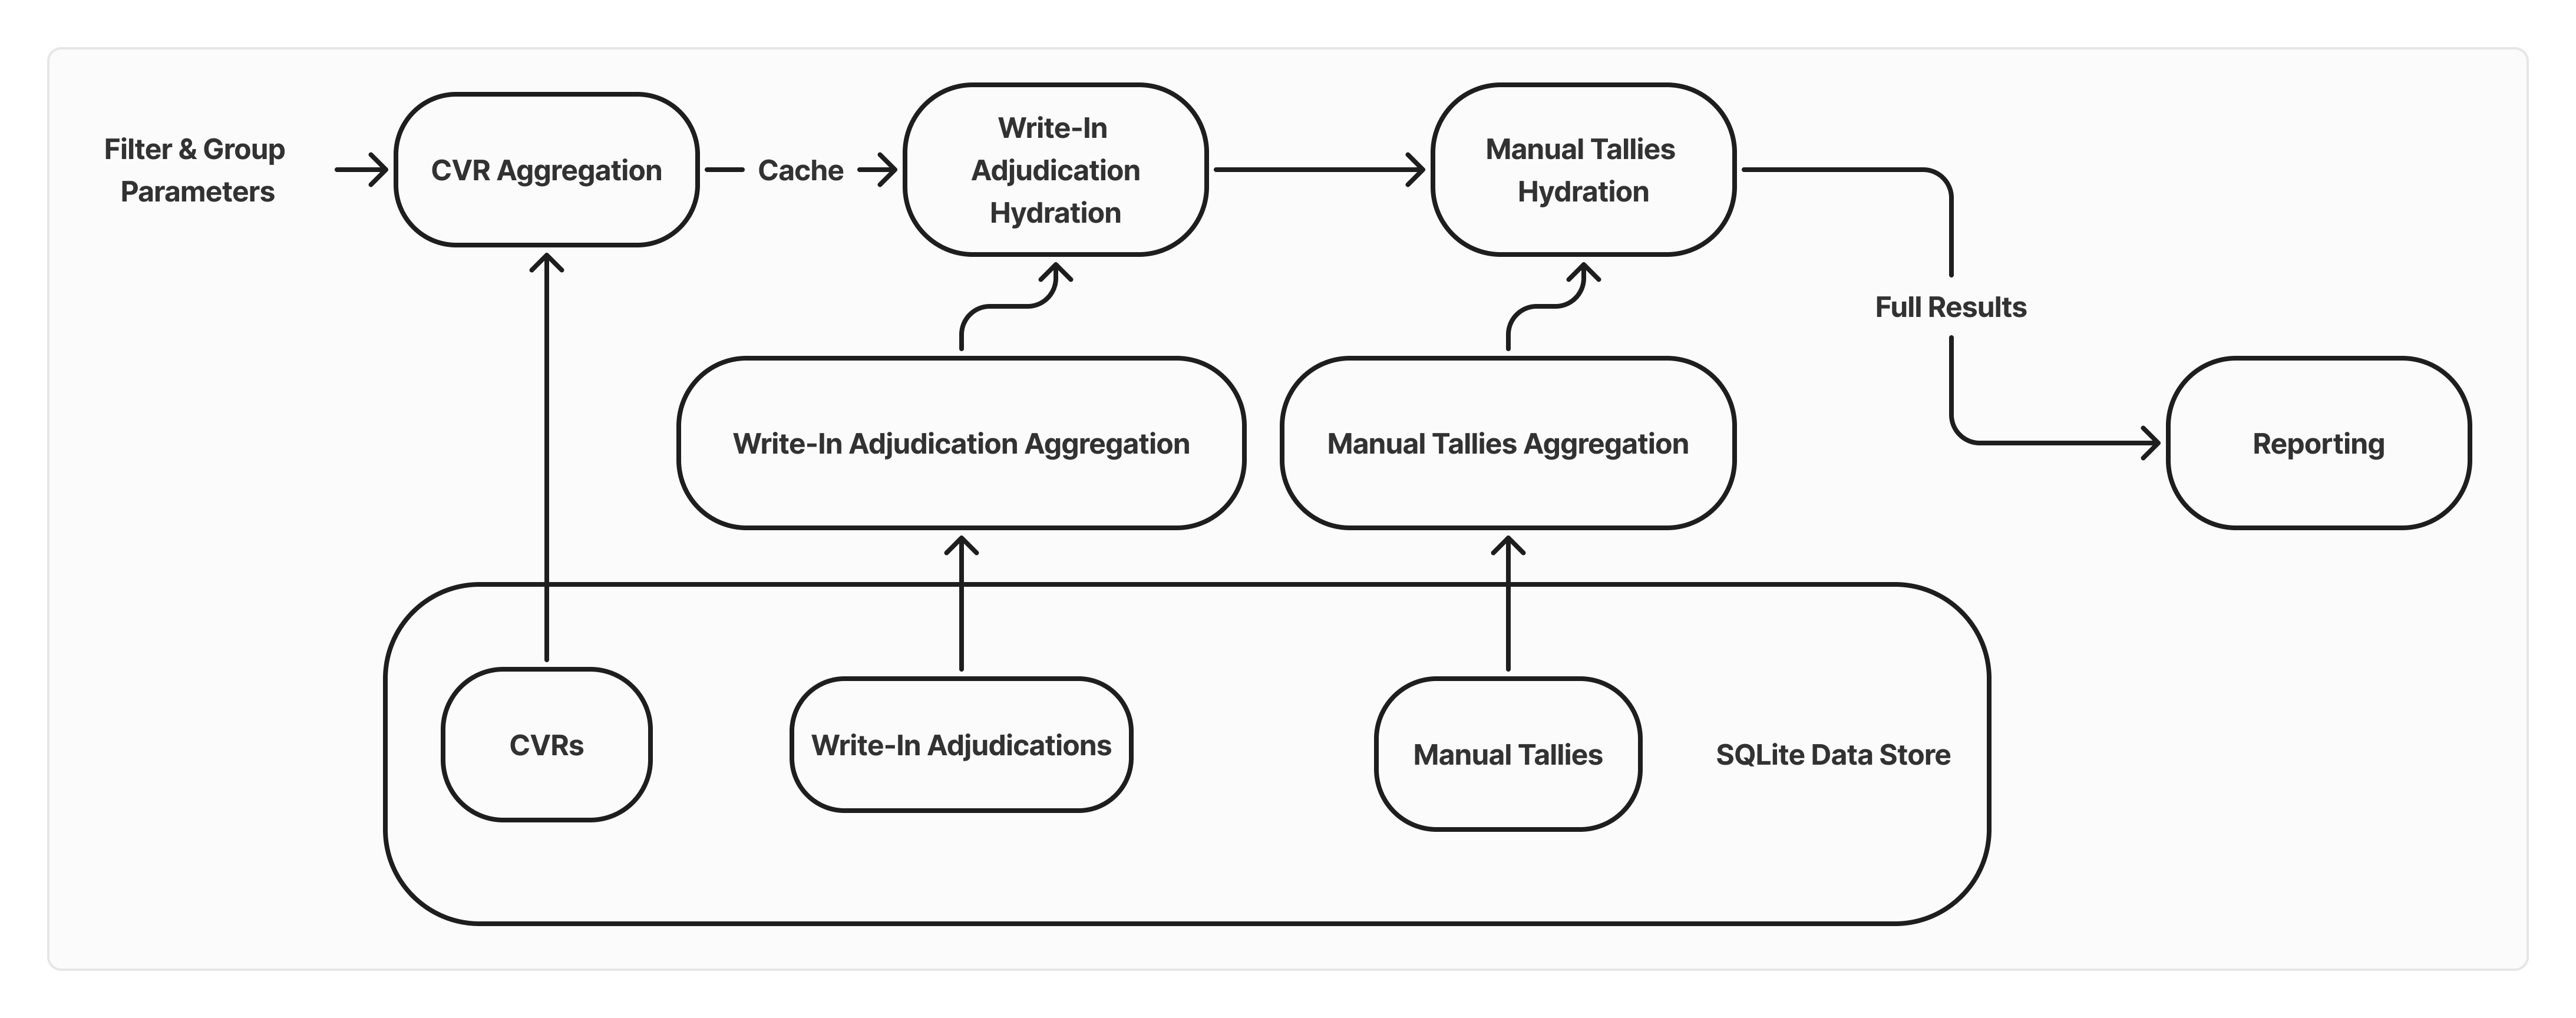 Filter & Group
Parameters
CVR Aggregation
Cache
Write-In
Adjudication
Hydration
Manual Tallies
Hydration
Full Results
Write-In Adjudication Aggregation
Manual Tallies Aggregation
Reporting
CVRs
Write-In Adjudications
Manual Tallies
SQLite Data Store